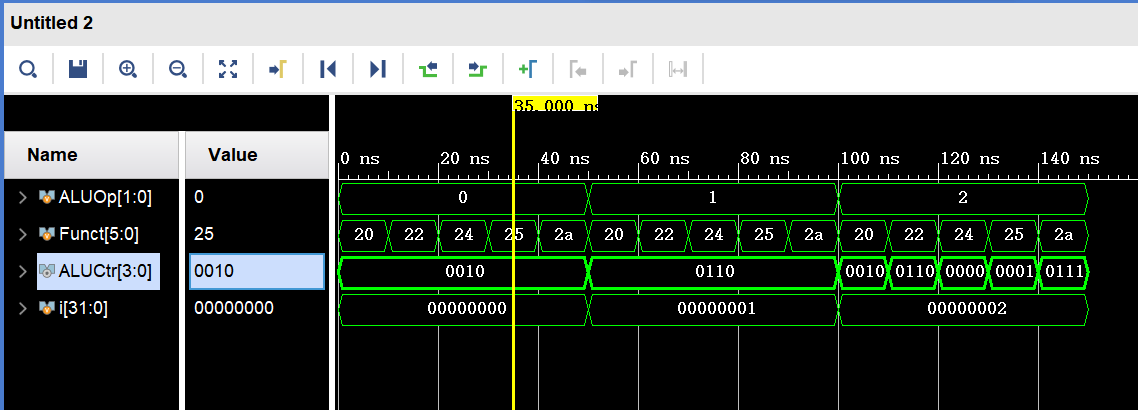 Untitled 2
35.000 ns
Name Value
0 ns 20 ns 40 ns 60 ns 80 ns 100 ns 120 ns 140 ns
ALUOp[1:0] 0 0 1 2
Funct[5:0] 25 20 22 24 25 2a 20 22 24 25 2a 20 22 24 25 2a
ALUCtr[3:0] 0010 0010 0110 0010 0110 0000 0001 0111
i[31:0] 00000000 00000000 00000001 00000002